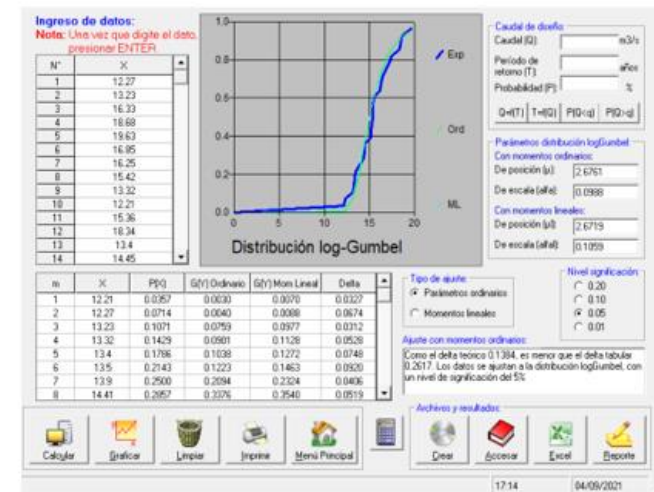 Ingreso de datos:
Nota: Una vez que digite el dato,
presionar ENTER
N° X
1 12.27
2 13.23
3 16.33
4 18.68
5 19.63
6 16.85
7 16.25
8 15.42
9 13.32
10 12.21
11 15.36
12 18.34
13 13.4
14 14.45
1.0
0.8
0.6
0.4
0.2
0.0
0 5 10 15 20
Exp
Ord
ML
Distribución log-Gumbel
Caudal de diseño
Caudal (Q): m3/s
Período de
retorno (T): años
Probabilidad (P): %
Q=f(T) T=f(Q) P(Q<q) P(Q>q)
Parámetros distribución logGumbel
Con momentos ordinarios:
De posición (μ): 2.6761
De escala (alfa): 0.0988
Con momentos lineales:
De posición (μl): 2.6719
De escala (alfal): 0.1059
m X P(X) G(Y) Ordinario G(Y) Mom Lineal Delta
1 12.21 0.0357 0.0030 0.0070 0.0327
2 12.27 0.0714 0.0040 0.0088 0.0674
3 13.23 0.1071 0.0759 0.0977 0.0312
4 13.32 0.1429 0.0901 0.1128 0.0528
5 13.4 0.1786 0.1038 0.1272 0.0748
6 13.5 0.2143 0.1223 0.1463 0.0920
7 13.9 0.2500 0.2094 0.2324 0.0406
8 14.41 0.2857 0.3376 0.3540 0.0519
Tipo de ajuste:
Parámetros ordinarios
Momentos lineales
Nivel significación:
0.20
0.10
0.05
0.01
Ajuste con momentos ordinarios:
Como el delta teórico 0.1384, es menor que el delta tabular
0.2617. Los datos se ajustan a la distribución logGumbel, con
un nivel de significación del 5%
Calcular Graficar Limpiar Imprimir Menú Principal
Archivos y resultados:
Crear Accesar Excel Reporte
17:14 04/09/2021